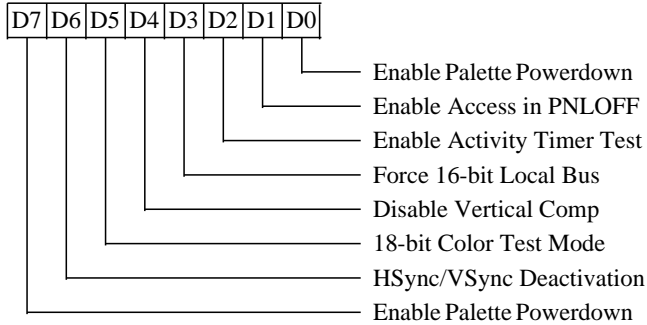 D7 D6 D5 D4 D3 D2 D1 D0
Enable Palette Powerdown
Enable Access in PNLOFF
Enable Activity Timer Test
Force 16-bit Local Bus
Disable Vertical Comp
18-bit Color Test Mode
HSync/VSync Deactivation
Enable Palette Powerdown